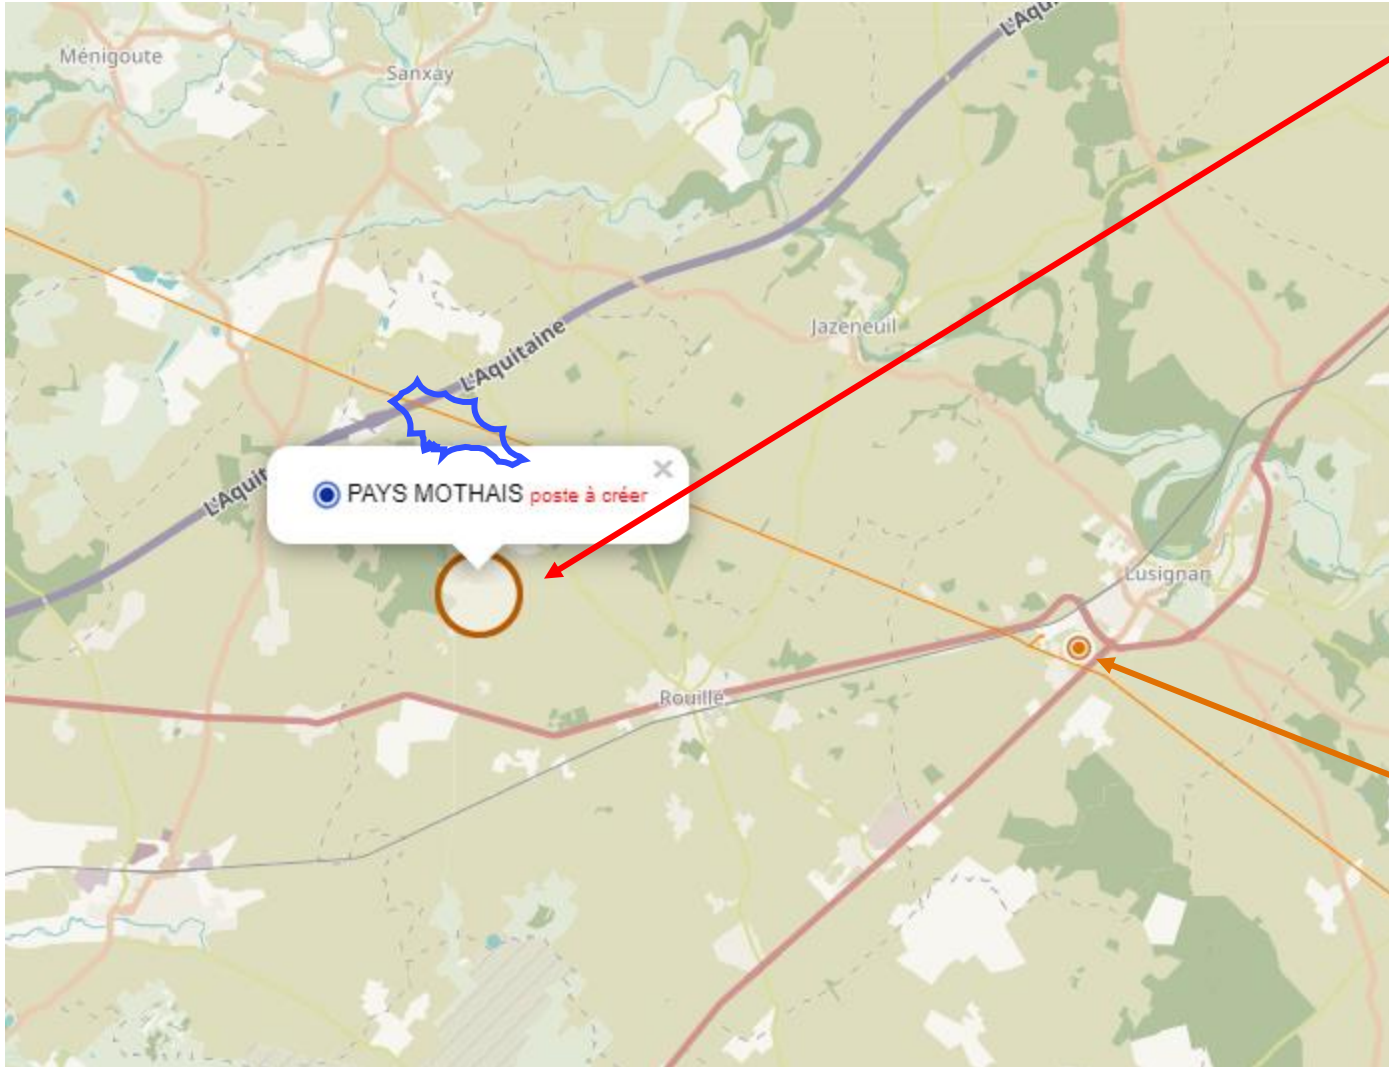 L'Aqu
Ménigoute
Sanxay
Jazeneuil
L'Aquitaine
L'Aquit
× 
PAYS MOTHAIS poste à créer
Lusignan
Rouillé